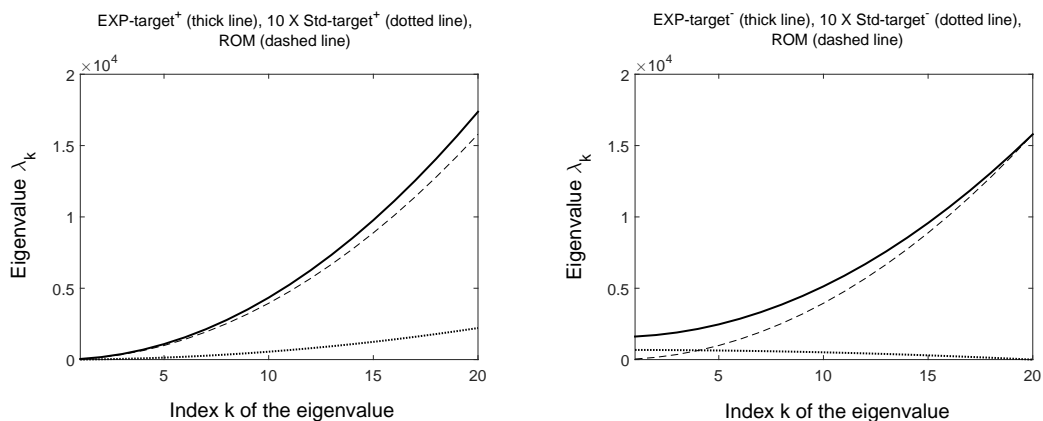 EXP-target+ (thick line), 10 X Std-target+ (dotted line),
ROM (dashed line)
2 ×10^4
1.5
1
0.5
0
5 10 15 20
Eigenvalue λ_k
Index k of the eigenvalue
EXP-target- (thick line), 10 X Std-target- (dotted line),
ROM (dashed line)
2 ×10^4
1.5
1
0.5
0
5 10 15 20
Eigenvalue λ_k
Index k of the eigenvalue